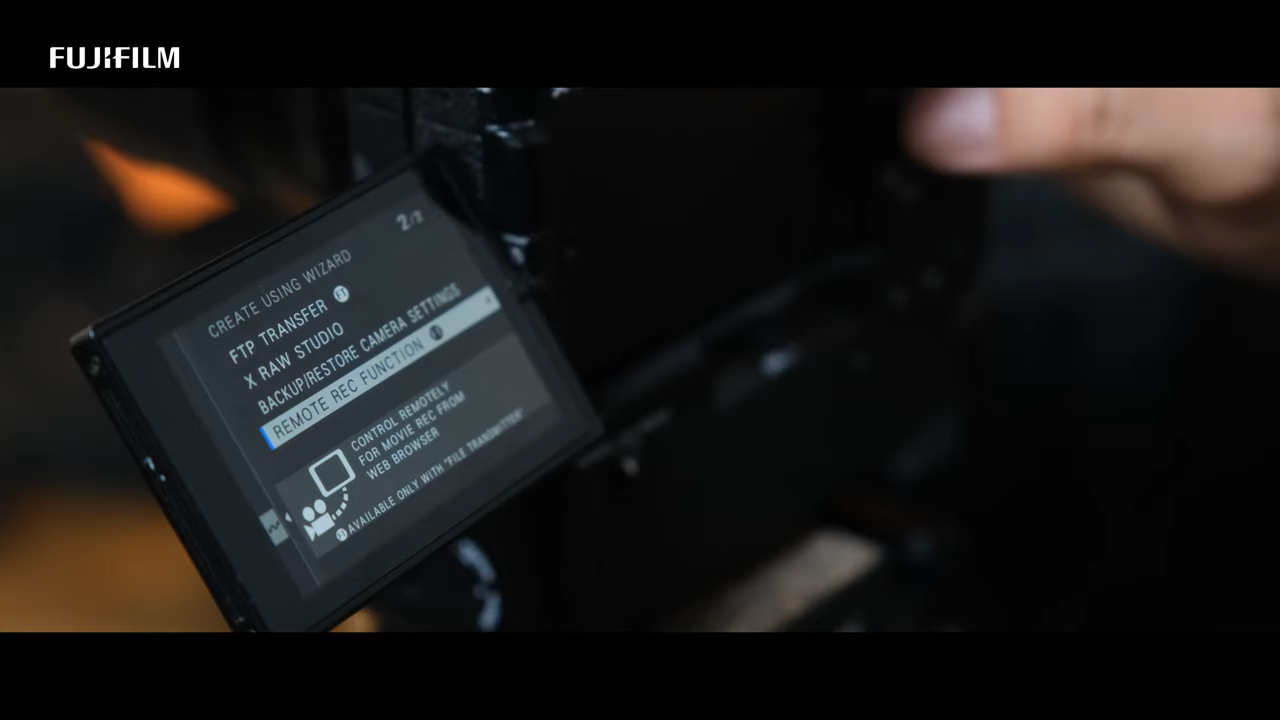 FUJIFILM
2/
CREATE USING WIZARD
FTP TRANSFER FT
X RAW STUDIO
BACKUP/RESTORE CAMERA SETTINGS
REMOTE REC FUNCTION
CONTROL REMOTELY
FOR MOVIE REC FROM
WEB BROWSER
AVAILABLE ONLY WITH "FILE TRANSMITTER"